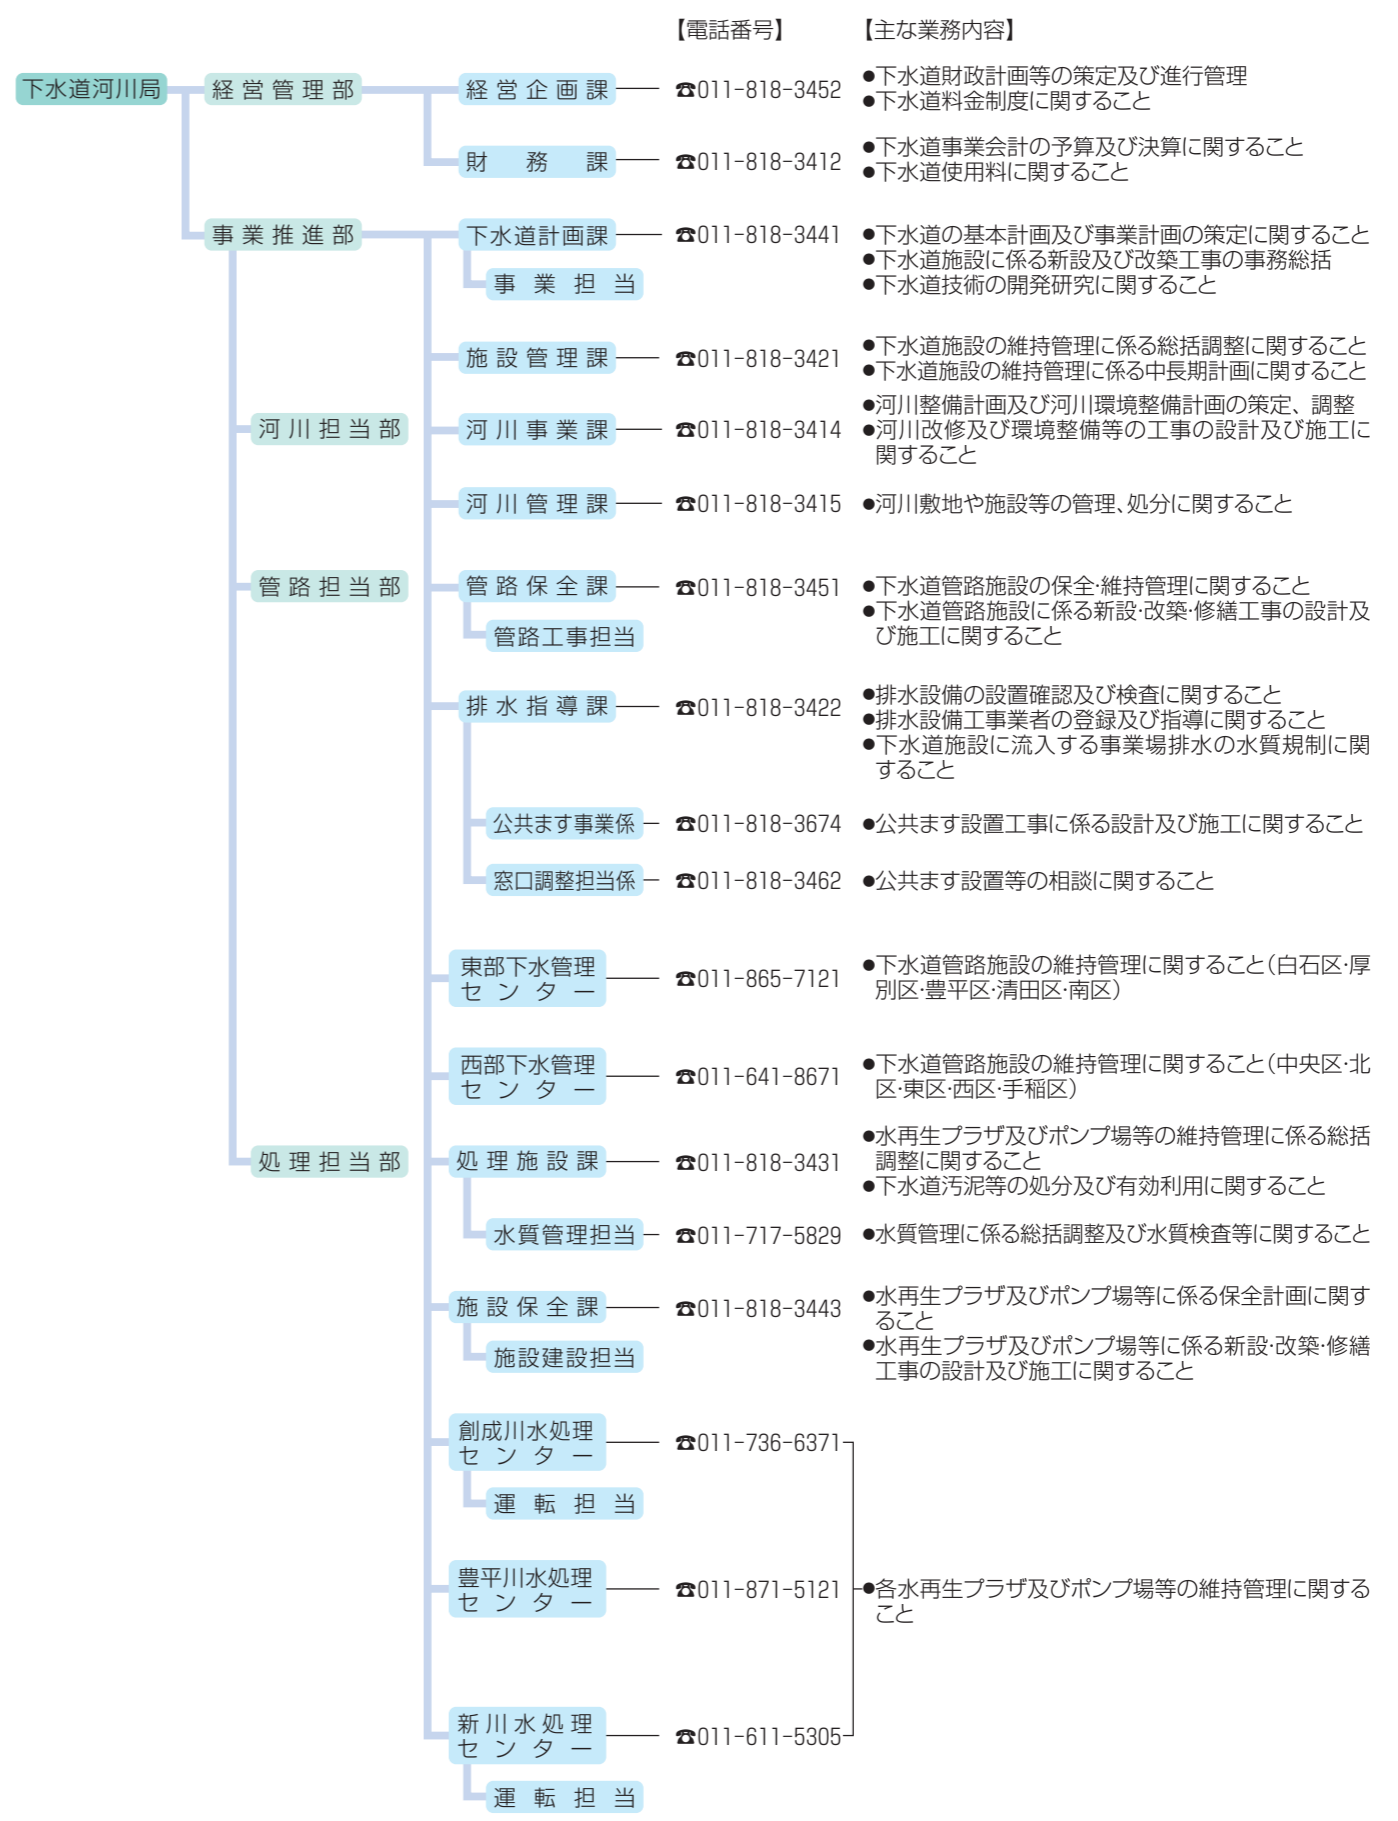 【電話番号】 【主な業務内容】
下水道河川局 経営管理部 経営企画課 ☎011-818-3452
●下水道財政計画等の策定及び進行管理
●下水道料金制度に関すること
財務課 ☎011-818-3412
●下水道事業会計の予算及び決算に関すること
●下水道使用料に関すること
事業推進部 下水道計画課 ☎011-818-3441 ●下水道の基本計画及び事業計画の策定に関すること
●下水道施設に係る新設及び改築工事の事務総括
事業担当 ●下水道技術の開発研究に関すること
施設管理課 ☎011-818-3421
●下水道施設の維持管理に係る総括調整に関すること
●下水道施設の維持管理に係る中長期計画に関すること
河川担当部 河川事業課 ☎011-818-3414
●河川整備計画及び河川環境整備計画の策定、調整
●河川改修及び環境整備等の工事の設計及び施工に
関すること
河川管理課 ☎011-818-3415 ●河川敷地や施設等の管理、処分に関すること
管路担当部 管路保全課 ☎011-818-3451 ●下水道管路施設の保全・維持管理に関すること
●下水道管路施設に係る新設・改築・修繕工事の設計及
び施工に関すること
管路工事担当
排水指導課 ☎011-818-3422
●排水設備の設置確認及び検査に関すること
●排水設備工事業者の登録及び指導に関すること
●下水道施設に流入する事業場排水の水質規制に関
すること
公共ます事業係 ☎011-818-3674 ●公共ます設置工事に係る設計及び施工に関すること
窓口調整担当係 ☎011-818-3462 ●公共ます設置等の相談に関すること
東部下水管理
センター ☎011-865-7121
●下水道管路施設の維持管理に関すること（白石区・厚
別区・豊平区・清田区・南区）
西部下水管理
センター ☎011-641-8671
●下水道管路施設の維持管理に関すること（中央区・北
区・東区・西区・手稲区）
処理担当部 処理施設課 ☎011-818-3431
●水再生プラザ及びポンプ場等の維持管理に係る総括
調整に関すること
●下水道汚泥等の処分及び有効利用に関すること
水質管理担当 ☎011-717-5829 ●水質管理に係る総括調整及び水質検査等に関すること
施設保全課 ☎011-818-3443
●水再生プラザ及びポンプ場等に係る保全計画に関す
ること
●水再生プラザ及びポンプ場等に係る新設・改築・修繕
工事の設計及び施工に関すること
施設建設担当
創成川水処理
センター ☎011-736-6371
運転担当
豊平川水処理
センター ☎011-871-5121
●各水再生プラザ及びポンプ場等の維持管理に関する
こと
新川水処理
センター ☎011-611-5305
運転担当